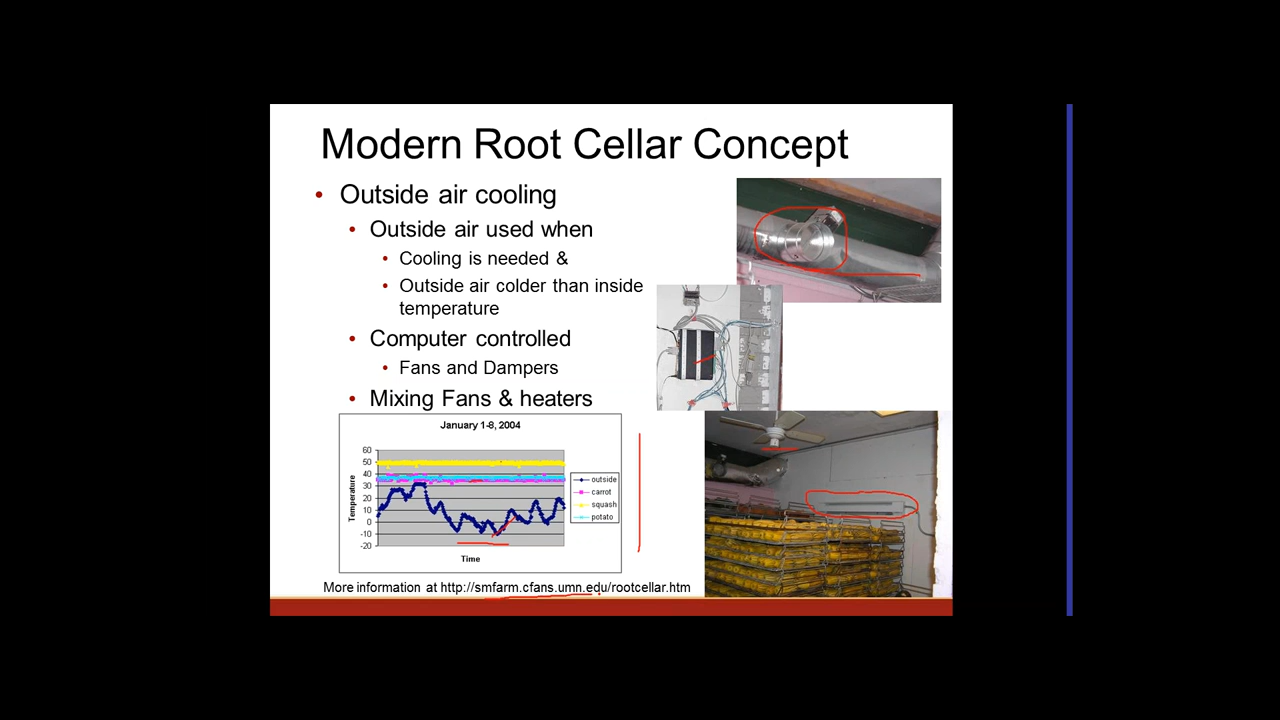 Modern Root Cellar Concept
• Outside air cooling
• Outside air used when
• Cooling is needed &
• Outside air colder than inside
temperature
• Computer controlled
• Fans and Dampers
• Mixing Fans & heaters
January 1-8, 2004
60
50
40
30
20
10
0
-10
-20
Temperature
Time
outside
carrot
squash
potato
More information at http://smfarm.cfans.umn.edu/rootcellar.htm